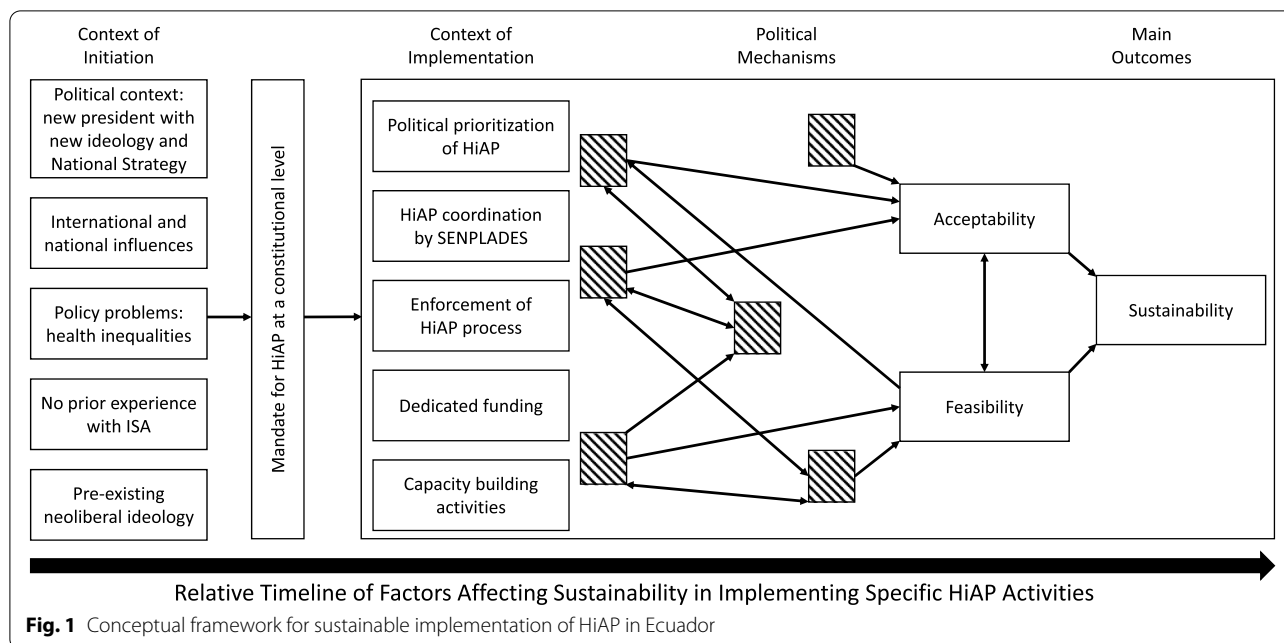 Context of
Initiation
Context of
Implementation
Political
Mechanisms
Main
Outcomes
Political context:
new president with
new ideology and
National Strategy
International and
national influences
Policy problems:
health inequalities
No prior experience
with ISA
Pre-existing
neoliberal ideology
Mandate for HiAP at a constitutional level
Political prioritization
of HiAP
HiAP coordination
by SENPLADES
Enforcement of
HiAP process
Dedicated funding
Capacity building
activities
Acceptability
Feasibility
Sustainability
Relative Timeline of Factors Affecting Sustainability in Implementing Specific HiAP Activities
Fig. 1 Conceptual framework for sustainable implementation of HiAP in Ecuador